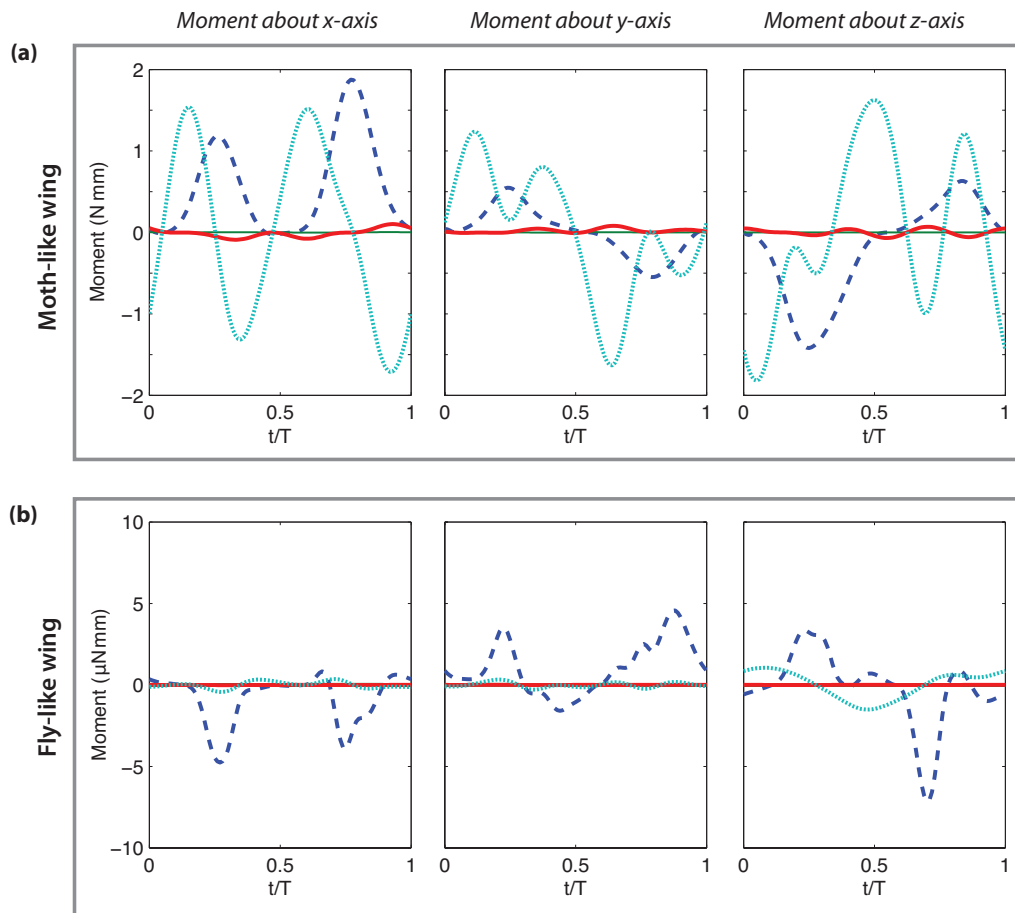 Moment about x-axis Moment about y-axis Moment about z-axis
(a)
Moth-like wing
Moment (N mm)
2
1
0
−1
−2
0 0.5 1
t/T
0 0.5 1
t/T
0 0.5 1
t/T
(b)
Fly-like wing
Moment (μN mm)
10
5
0
−5
−10
0 0.5 1
t/T
0 0.5 1
t/T
0 0.5 1
t/T